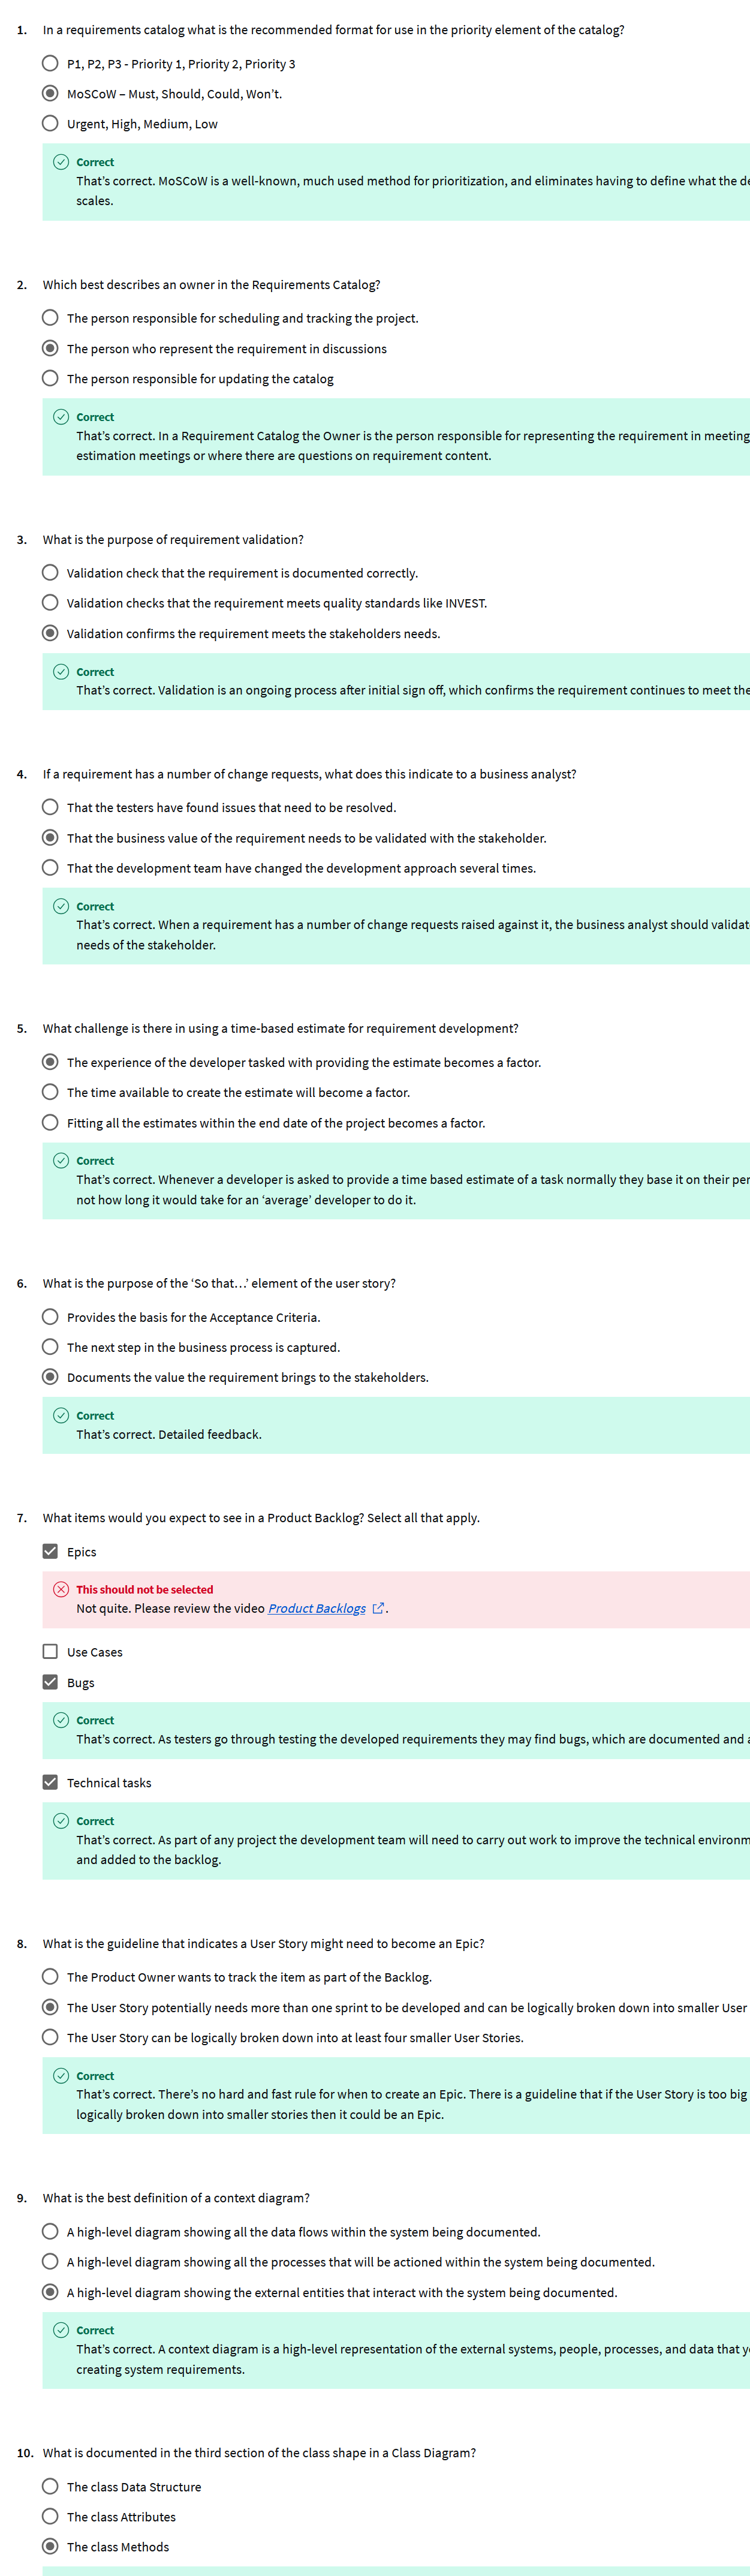 1. In a requirements catalog what is the recommended format for use in the priority element of the catalog?
P1, P2, P3 - Priority 1, Priority 2, Priority 3
MoSCoW – Must, Should, Could, Won't.
Urgent, High, Medium, Low
Correct
That's correct. MoSCoW is a well-known, much used method for prioritization, and eliminates having to define what the
scales.
2. Which best describes an owner in the Requirements Catalog?
The person responsible for scheduling and tracking the project.
The person who represent the requirement in discussions
The person responsible for updating the catalog
Correct
That's correct. In a Requirement Catalog the Owner is the person responsible for representing the requirement in meeting
estimation meetings or where there are questions on requirement content.
3. What is the purpose of requirement validation?
Validation check that the requirement is documented correctly.
Validation checks that the requirement meets quality standards like INVEST.
Validation confirms the requirement meets the stakeholders needs.
Correct
That's correct. Validation is an ongoing process after initial sign off, which confirms the requirement continues to meet the
4. If a requirement has a number of change requests, what does this indicate to a business analyst?
That the testers have found issues that need to be resolved.
That the business value of the requirement needs to be validated with the stakeholder.
That the development team have changed the development approach several times.
Correct
That's correct. When a requirement has a number of change requests raised against it, the business analyst should validat
needs of the stakeholder.
5. What challenge is there in using a time-based estimate for requirement development?
The experience of the developer tasked with providing the estimate becomes a factor.
The time available to create the estimate will become a factor.
Fitting all the estimates within the end date of the project becomes a factor.
Correct
That's correct. Whenever a developer is asked to provide a time based estimate of a task normally they base it on their per
not how long it would take for an ‘average’ developer to do it.
6. What is the purpose of the ‘So that…’ element of the user story?
Provides the basis for the Acceptance Criteria.
The next step in the business process is captured.
Documents the value the requirement brings to the stakeholders.
Correct
That's correct. Detailed feedback.
7. What items would you expect to see in a Product Backlog? Select all that apply.
Epics
This should not be selected
Not quite. Please review the video Product Backlogs .
Use Cases
Bugs
Correct
That's correct. As testers go through testing the developed requirements they may find bugs, which are documented and
Technical tasks
Correct
That's correct. As part of any project the development team will need to carry out work to improve the technical environm
and added to the backlog.
8. What is the guideline that indicates a User Story might need to become an Epic?
The Product Owner wants to track the item as part of the Backlog.
The User Story potentially needs more than one sprint to be developed and can be logically broken down into smaller User
The User Story can be logically broken down into at least four smaller User Stories.
Correct
That's correct. There's no hard and fast rule for when to create an Epic. There is a guideline that if the User Story is too big
logically broken down into smaller stories then it could be an Epic.
9. What is the best definition of a context diagram?
A high-level diagram showing all the data flows within the system being documented.
A high-level diagram showing all the processes that will be actioned within the system being documented.
A high-level diagram showing the external entities that interact with the system being documented.
Correct
That's correct. A context diagram is a high-level representation of the external systems, people, processes, and data that
creating system requirements.
10. What is documented in the third section of the class shape in a Class Diagram?
The class Data Structure
The class Attributes
The class Methods